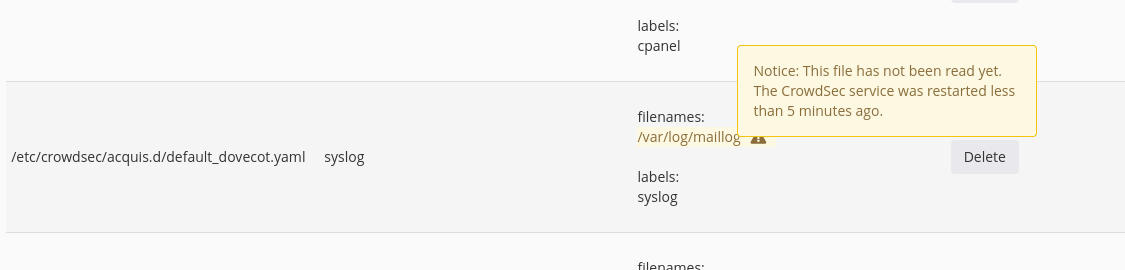 labels:
cpanel
Notice: This file has not been read yet.
The CrowdSec service was restarted less
than 5 minutes ago.
filenames:
/var/log/maillog
/etc/crowdsec/acquis.d/default_dovecot.yaml syslog
Delete
labels:
syslog
filenames: